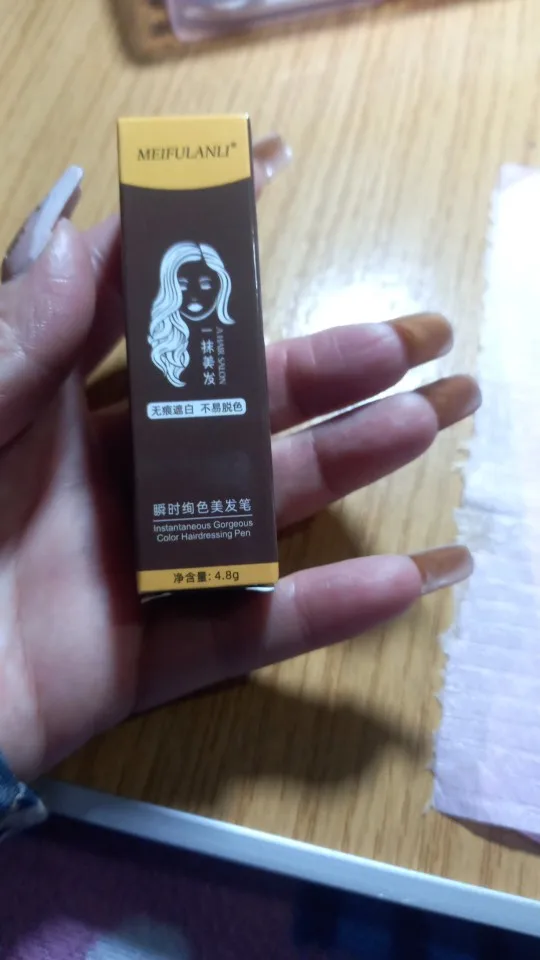 MEIFULANLI®
一抹美发
A HAIR SALON
无痕遮白 不易脱色
瞬时绚色美发笔
Instantaneous Gorgeous
Color Hairdressing Pen
净含量: 4.8g